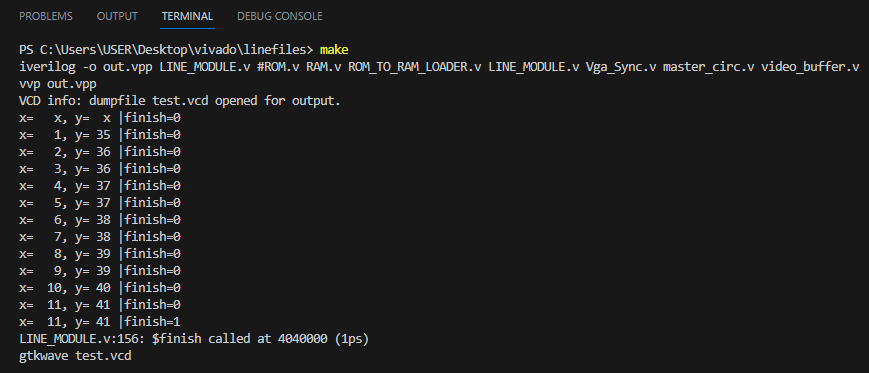 PROBLEMS OUTPUT TERMINAL DEBUG CONSOLE
PS C:\Users\USER\Desktop\vivado\linefiles> make
iverilog -o out.vpp LINE_MODULE.v #ROM.v RAM.v ROM_TO_RAM_LOADER.v LINE_MODULE.v Vga_Sync.v master_circ.v video_buffer.v
vvp out.vpp
VCD info: dumpfile test.vcd opened for output.
x=   x, y=  x |finish=0
x=   1, y= 35 |finish=0
x=   2, y= 36 |finish=0
x=   3, y= 36 |finish=0
x=   4, y= 37 |finish=0
x=   5, y= 37 |finish=0
x=   6, y= 38 |finish=0
x=   7, y= 38 |finish=0
x=   8, y= 39 |finish=0
x=   9, y= 39 |finish=0
x=  10, y= 40 |finish=0
x=  11, y= 41 |finish=0
x=  11, y= 41 |finish=1
LINE_MODULE.v:156: $finish called at 4040000 (1ps)
gtkwave test.vcd